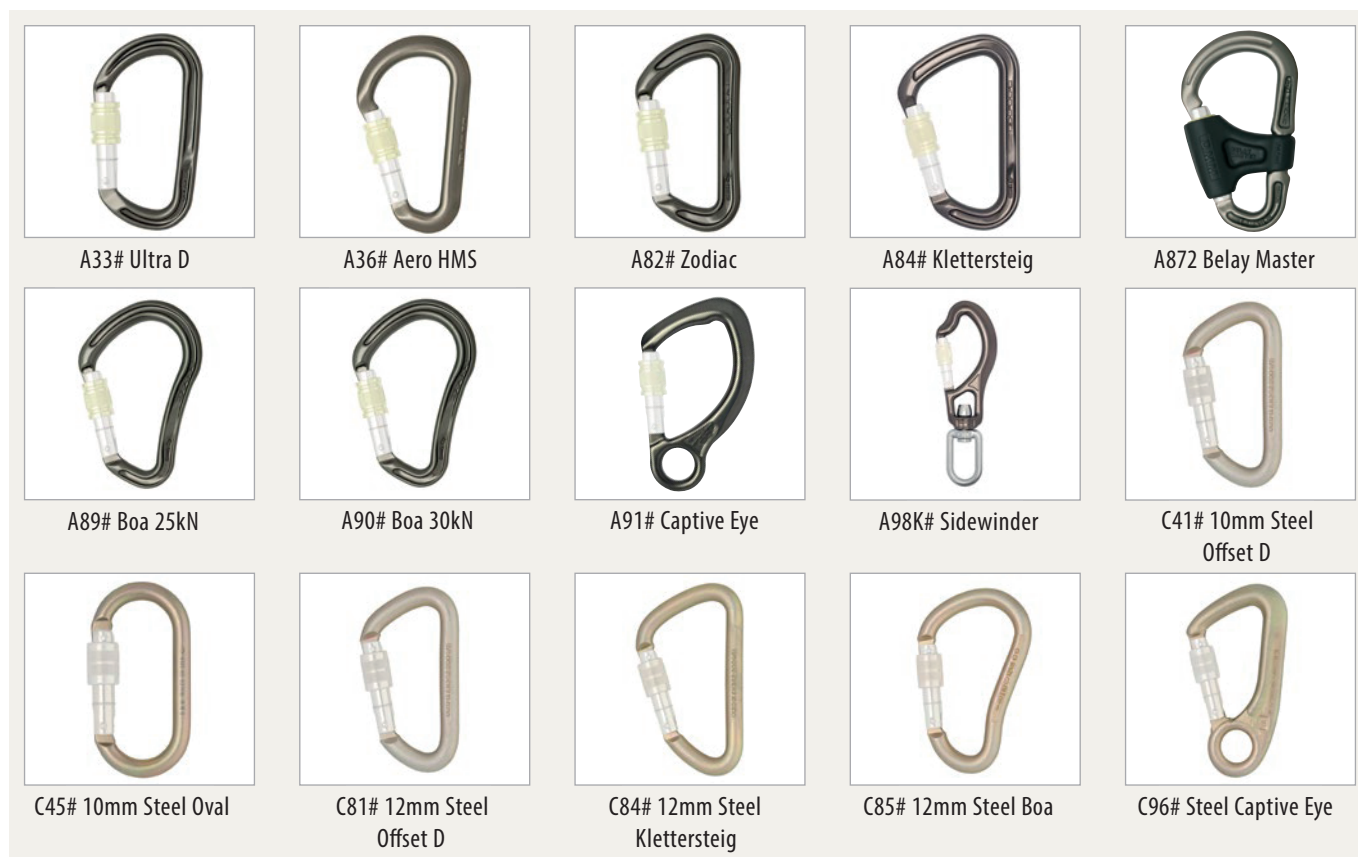 A33# Ultra D
A36# Aero HMS
A82# Zodiac
A84# Klettersteig
A872 Belay Master
A89# Boa 25kN
A90# Boa 30kN
A91# Captive Eye
A98K# Sidewinder
C41# 10mm Steel
Offset D
C45# 10mm Steel Oval
C81# 12mm Steel
Offset D
C84# 12mm Steel
Klettersteig
C85# 12mm Steel Boa
C96# Steel Captive Eye